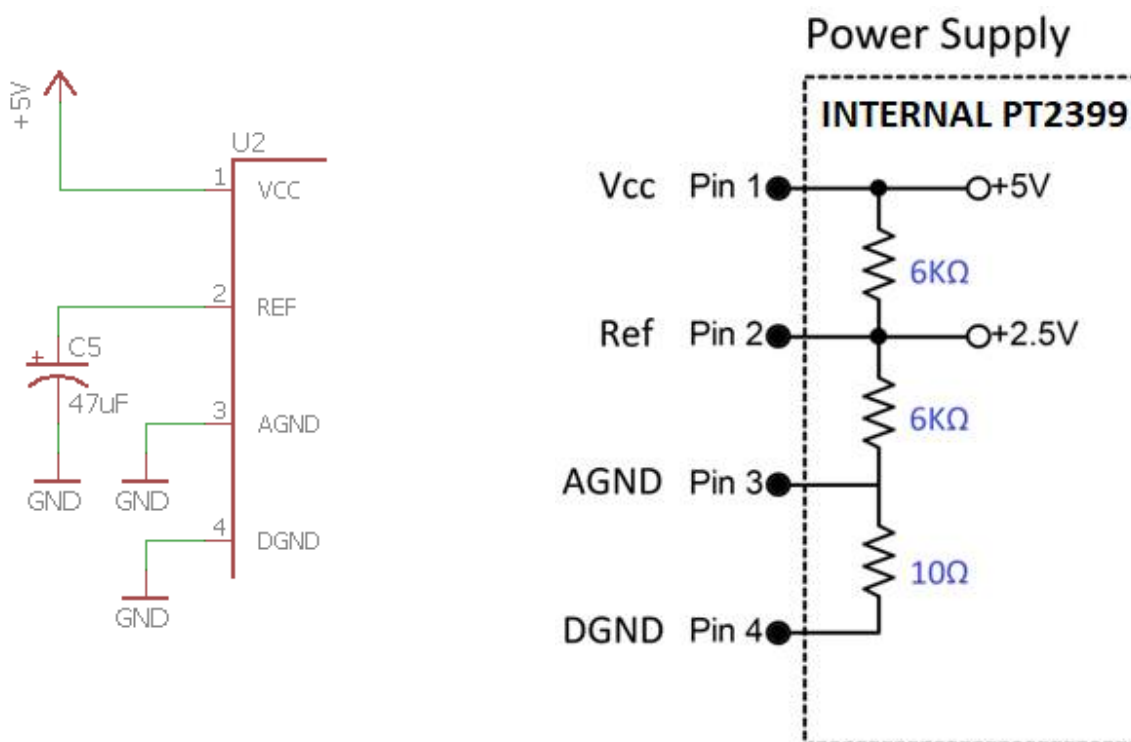 +5V
U2
1
VCC
2
REF
+
C5
47uF
3
AGND
GND
GND
4
DGND
GND
Power Supply
INTERNAL PT2399
Vcc Pin 1
+5V
6KΩ
Ref Pin 2
+2.5V
6KΩ
AGND Pin 3
10Ω
DGND Pin 4